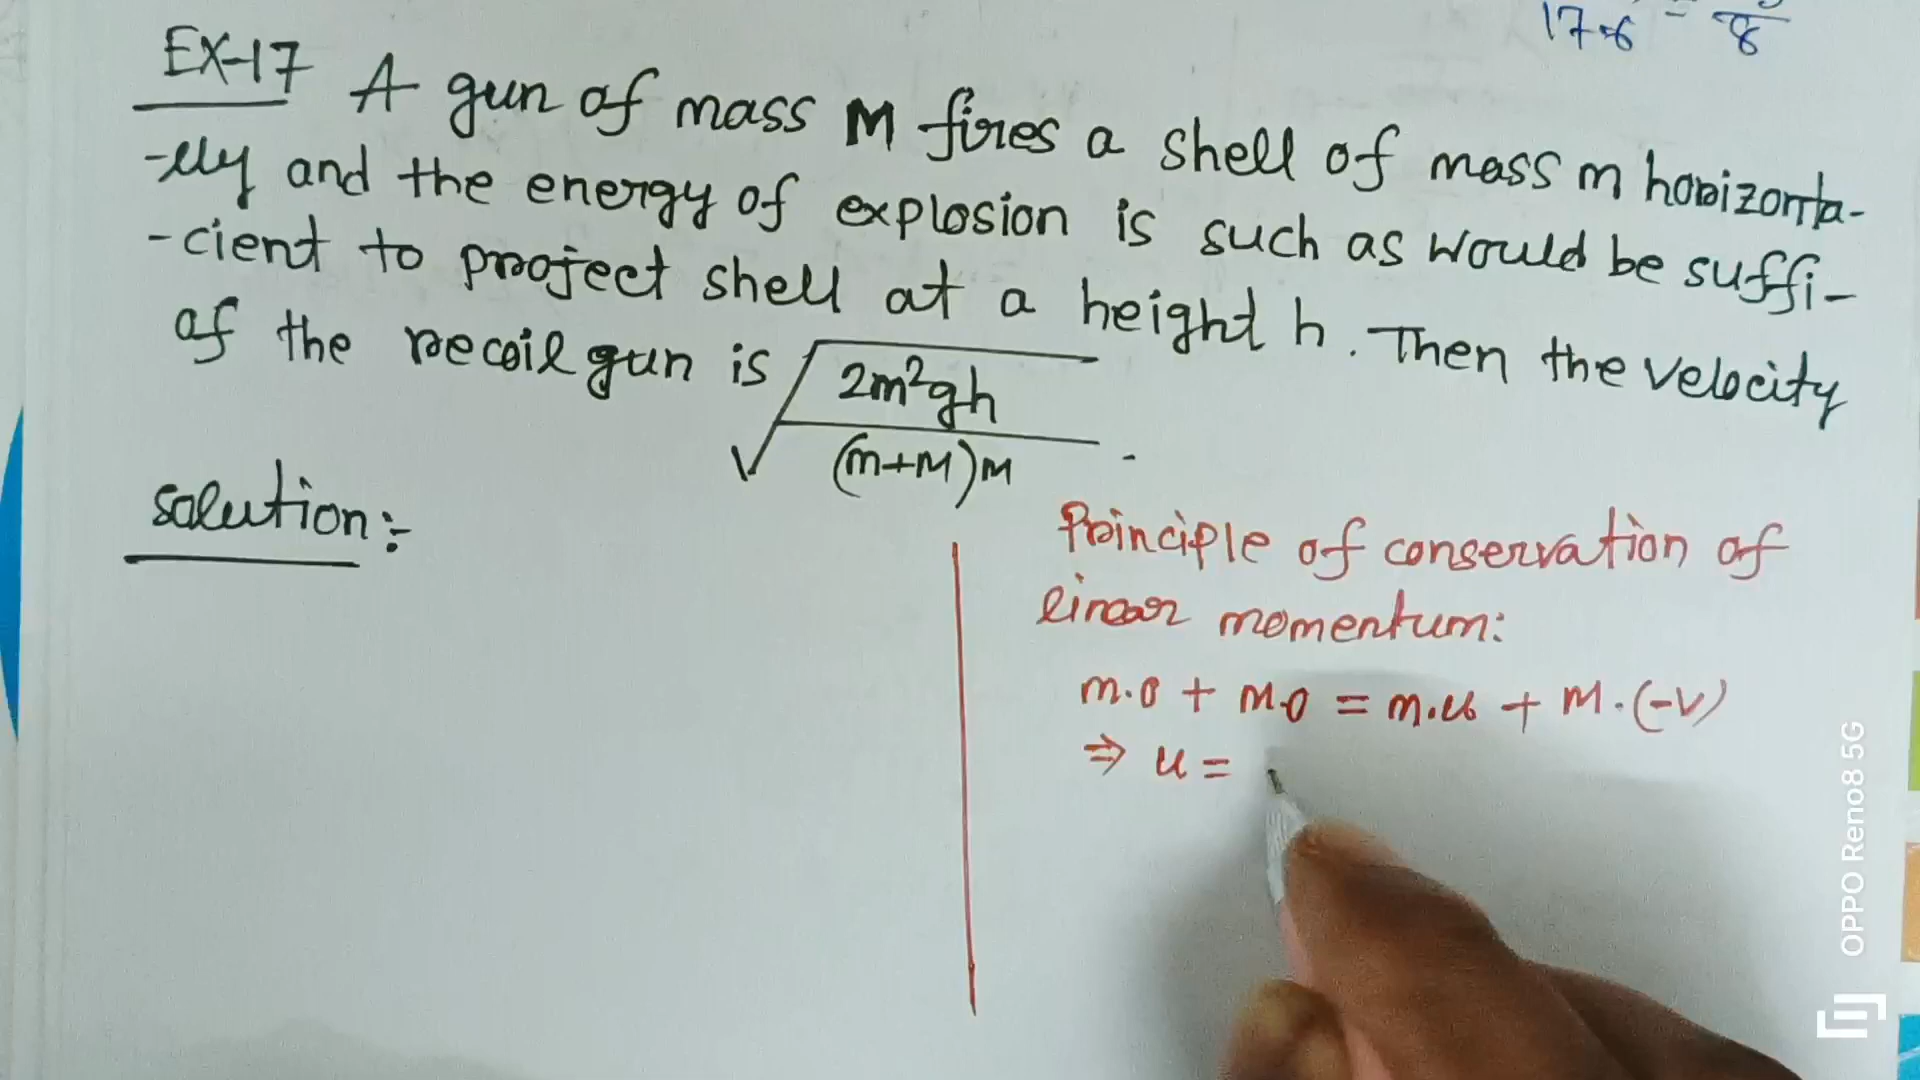 17.6 = 8
EX-17 A gun of mass M fires a shell of mass m horizonta-
-lly and the energy of explosion is such as would be suffi-
-cient to project shell at a height h. Then the velocity
of the recoil gun is √ 2m²gh / (m+M)M .
solution:-
Principle of conservation of
linear momentum:
m.0 + M.0 = m.u + M.(-v)
⇒ u =
OPPO Reno8 5G